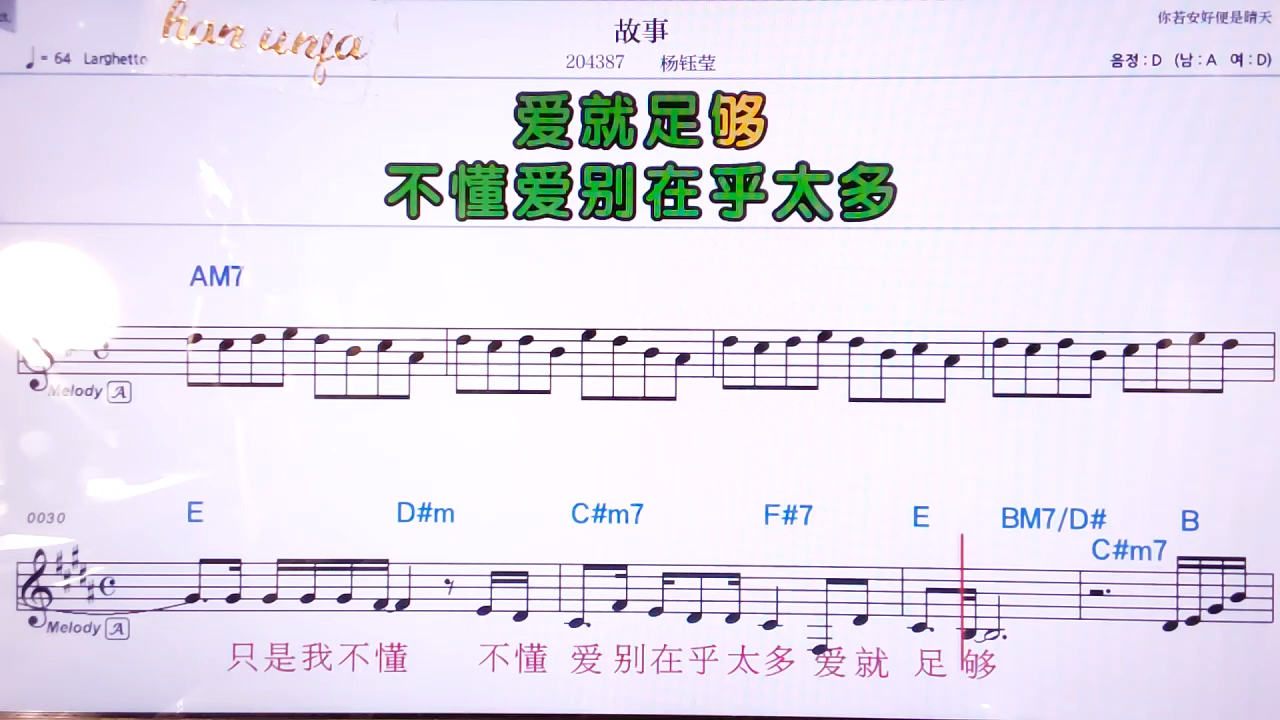 han unja
故事
你若安好便是晴天
♩= 64 Larghetto
204387 杨钰莹
음정:D (남:A 여:D)
爱就足够
不懂爱别在乎太多
AM7
Melody A
E D#m C#m7 F#7 E BM7/D# B
0030
C#m7
Melody A
只是我不懂 不懂 爱别在乎太多 爱就 足够